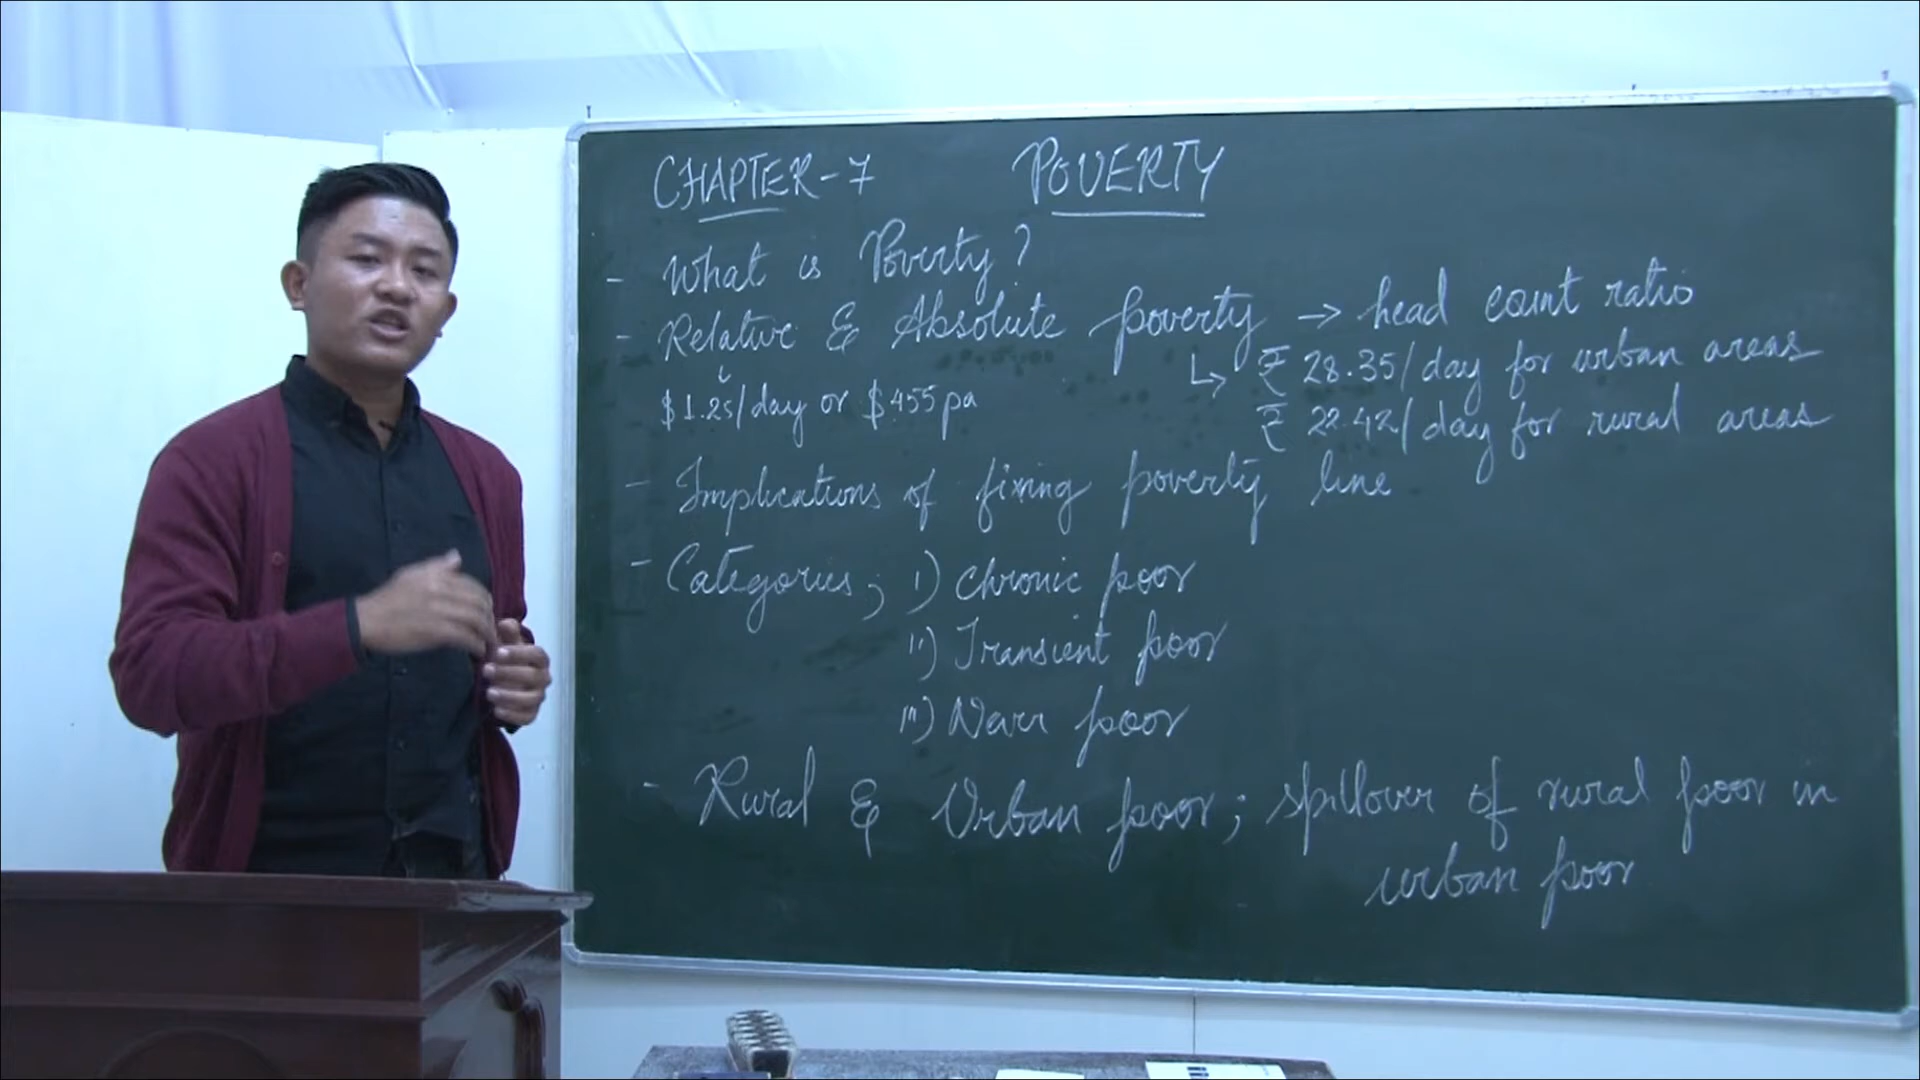 CHAPTER-7 POVERTY
- What is Poverty?
- Relative & Absolute poverty → head count ratio
↳ ₹ 28.35/day for urban areas
$1.25/day or $455pa
₹ 22.42/day for rural areas
- Implications of fixing poverty line
- Categories; i) Chronic poor
ii) Transient poor
iii) Never poor
- Rural & Urban poor; spillover of rural poor in
urban poor